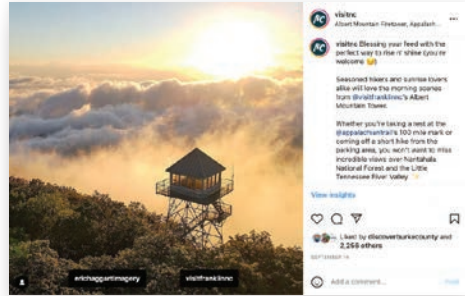 visitnc
Albert Mountain Firetower, Appalach...
visitnc Blessing your feed with the
perfect way to rise n' shine (you're
welcome 😌)
Seasoned hikers and sunrise lovers
alike will love the morning scenes
from @visitfranklinnc's Albert
Mountain Tower.
Whether you're taking a rest at the
@appalachiantrail's 100 mile mark or
coming off a short hike from the
parking area, you won't want to miss
incredible views over Nantahala
National Forest and the Little
Tennessee River Valley ✨
View insights
Liked by discoverburkecounty and
2,256 others
SEPTEMBER
Add a comment...
Post
erichaggartimagery
visitfranklinnc